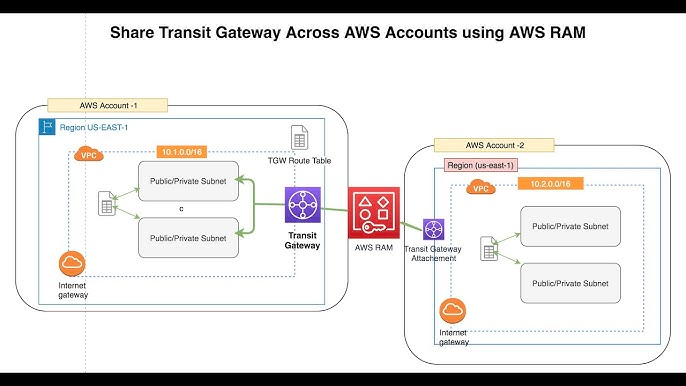 Share Transit Gateway Across AWS Accounts using AWS RAM
AWS Account -1
Region US-EAST-1
VPC
10.1.0.0/16
TGW Route Table
Public/Private Subnet
c
Public/Private Subnet
Transit
Gateway
Internet
gateway
AWS RAM
AWS Account -2
Region (us-east-1)
VPC
10.2.0.0/16
Public/Private Subnet
Transit Gateway
Attachement
Public/Private Subnet
Internet
gateway